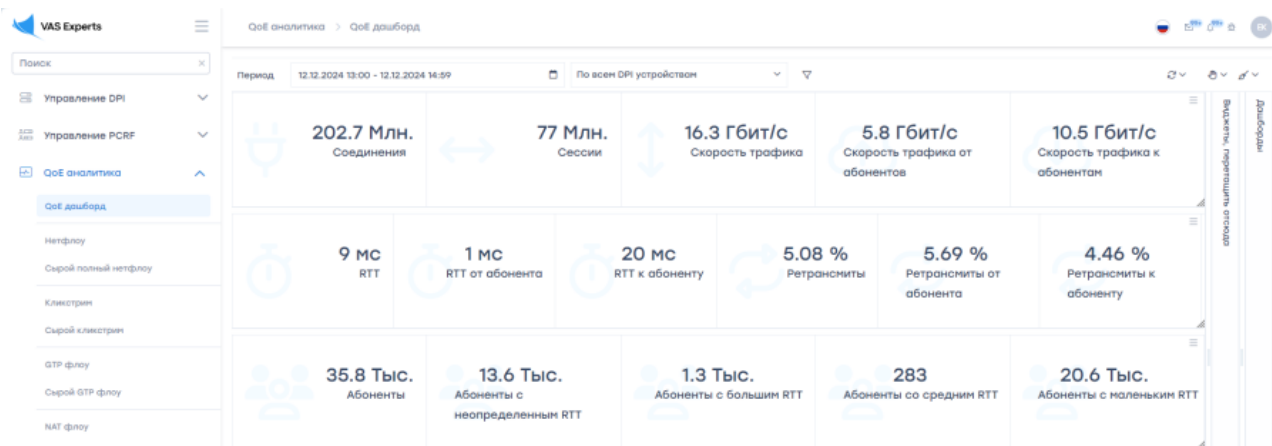 VAS Experts
QoE аналитика > QoE дашборд
99+
99+
EK
Поиск
Период
12.12.2024 13:00 - 12.12.2024 14:59
По всем DPI устройствам
Управление DPI
Управление PCRF
QoE аналитика
QoE дашборд
Нетфлоу
Сырой полный нетфлоу
Кликстрим
Сырой кликстрим
GTP флоу
Сырой GTP флоу
NAT флоу
202.7 Млн.
Соединения
77 Млн.
Сессии
16.3 Гбит/с
Скорость трафика
5.8 Гбит/с
Скорость трафика от
абонентов
10.5 Гбит/с
Скорость трафика к
абонентам
9 мс
RTT
1 мс
RTT от абонента
20 мс
RTT к абоненту
5.08 %
Ретрансмиты
5.69 %
Ретрансмиты от
абонента
4.46 %
Ретрансмиты к
абоненту
35.8 Тыс.
Абоненты
13.6 Тыс.
Абоненты с
неопределенным RTT
1.3 Тыс.
Абоненты с большим RTT
283
Абоненты со средним RTT
20.6 Тыс.
Абоненты с маленьким RTT
Виджеты, перетащить отсюда
Дашборды